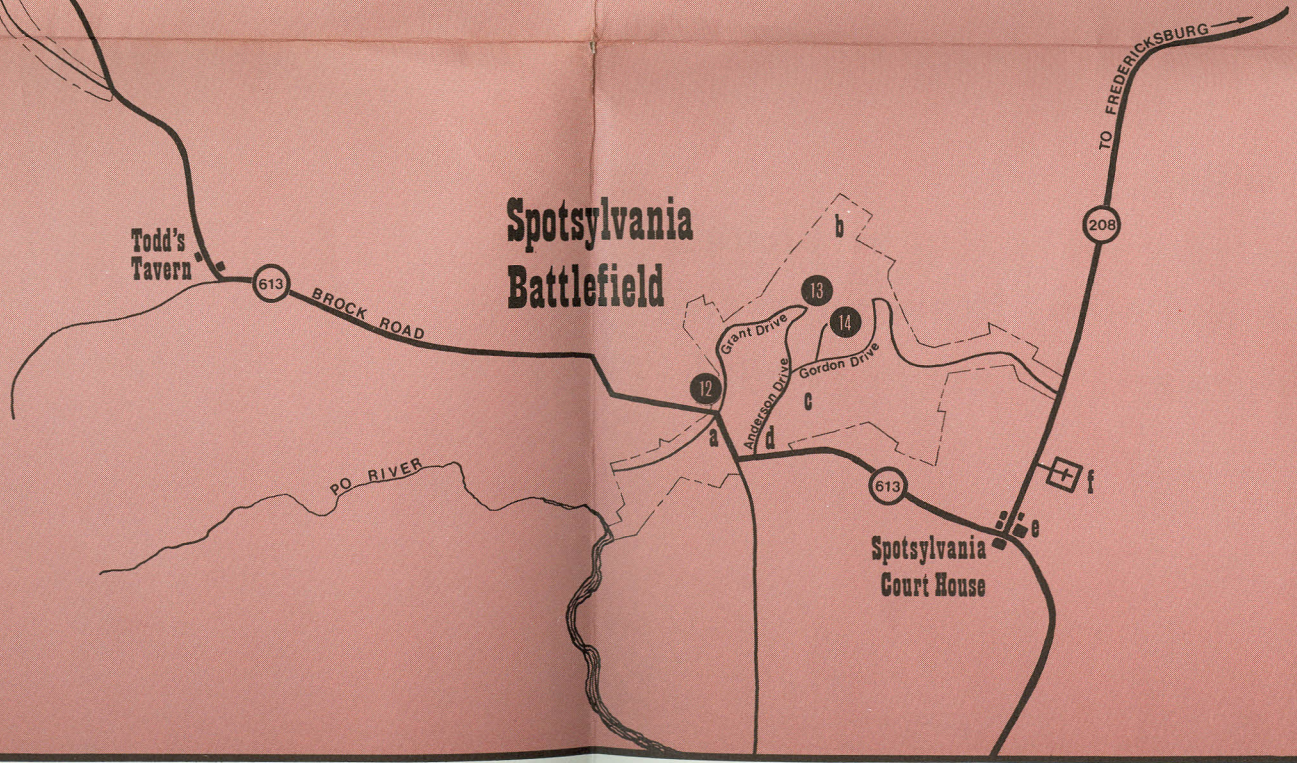 TO FREDERICKSBURG
208
Spotsylvania
Battlefield
b
Todd's
Tavern
613
BROCK ROAD
13
14
Grant Drive
Gordon Drive
12
Anderson Drive
c
a
d
PO RIVER
613
f
e
Spotsylvania
Court House